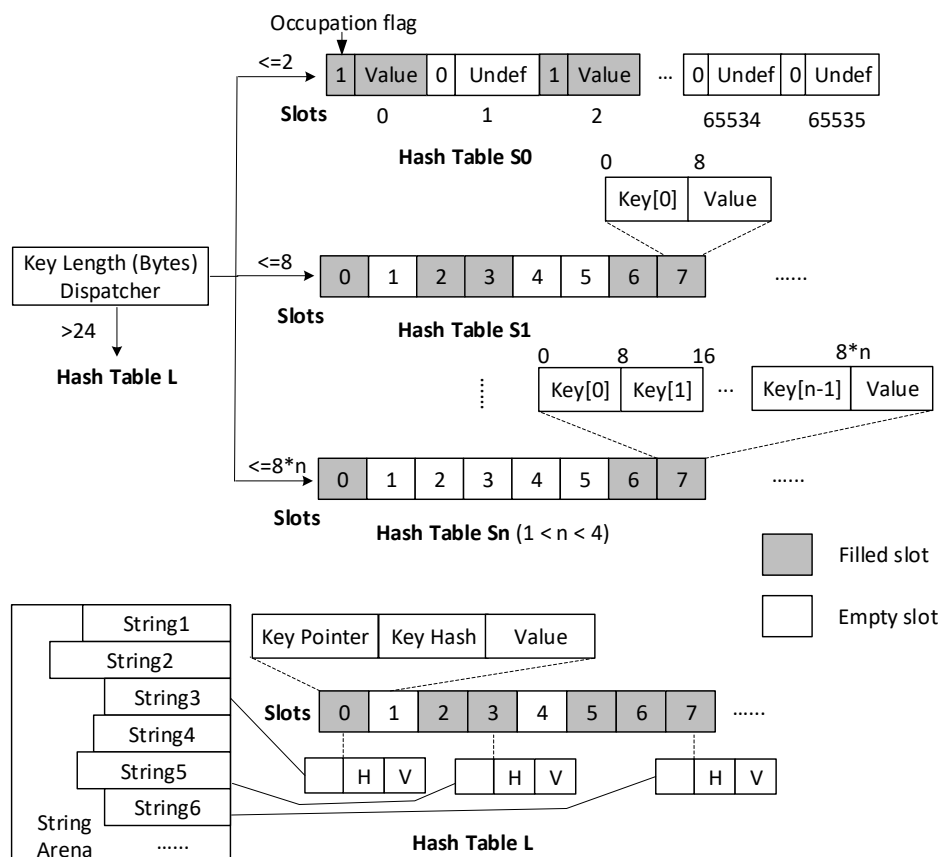 Occupation flag
<=2
1 Value 0 Undef 1 Value ... 0 Undef 0 Undef
Slots 0 1 2 65534 65535
Hash Table S0
0 8
Key[0] Value
Key Length (Bytes)
Dispatcher
<=8
0 1 2 3 4 5 6 7 ......
Slots
Hash Table S1
>24
Hash Table L
0 8 16 8*n
Key[0] Key[1] ... Key[n-1] Value
......
<=8*n
0 1 2 3 4 5 6 7 ......
Slots
Hash Table Sn (1 < n < 4)
Filled slot
Empty slot
String1
String2
String3
String4
String5
String6
......
String
Arena
Key Pointer Key Hash Value
Slots 0 1 2 3 4 5 6 7 ......
H V H V H V
Hash Table L